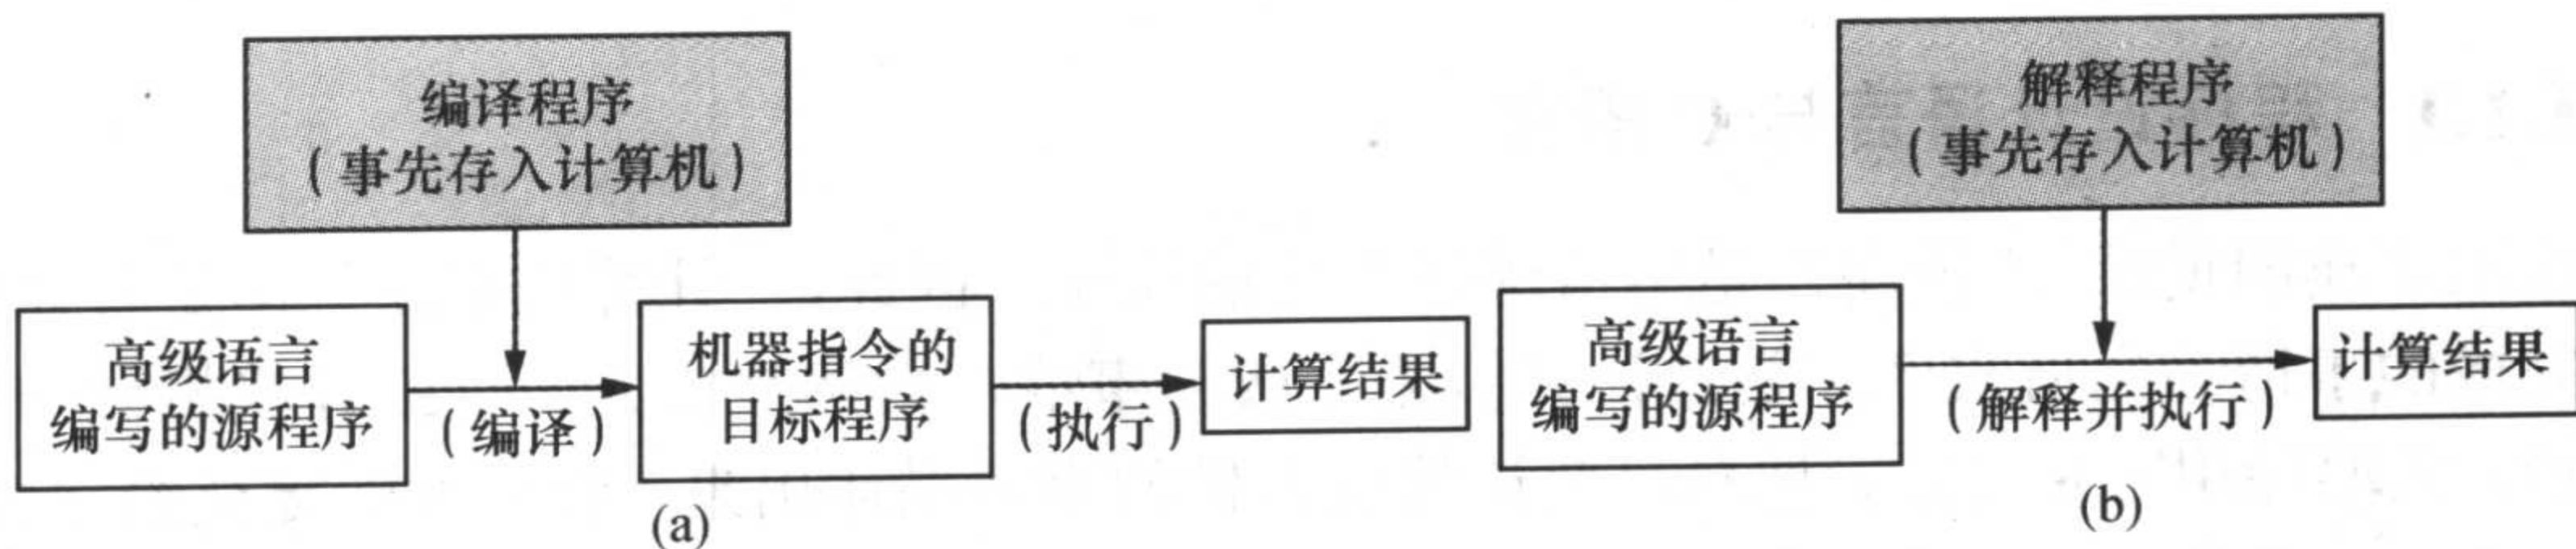 编译程序
(事先存入计算机)
高级语言
编写的源程序
(编译)
机器指令的
目标程序
(执行)
计算结果
(a)
解释程序
(事先存入计算机)
高级语言
编写的源程序
(解释并执行)
计算结果
(b)